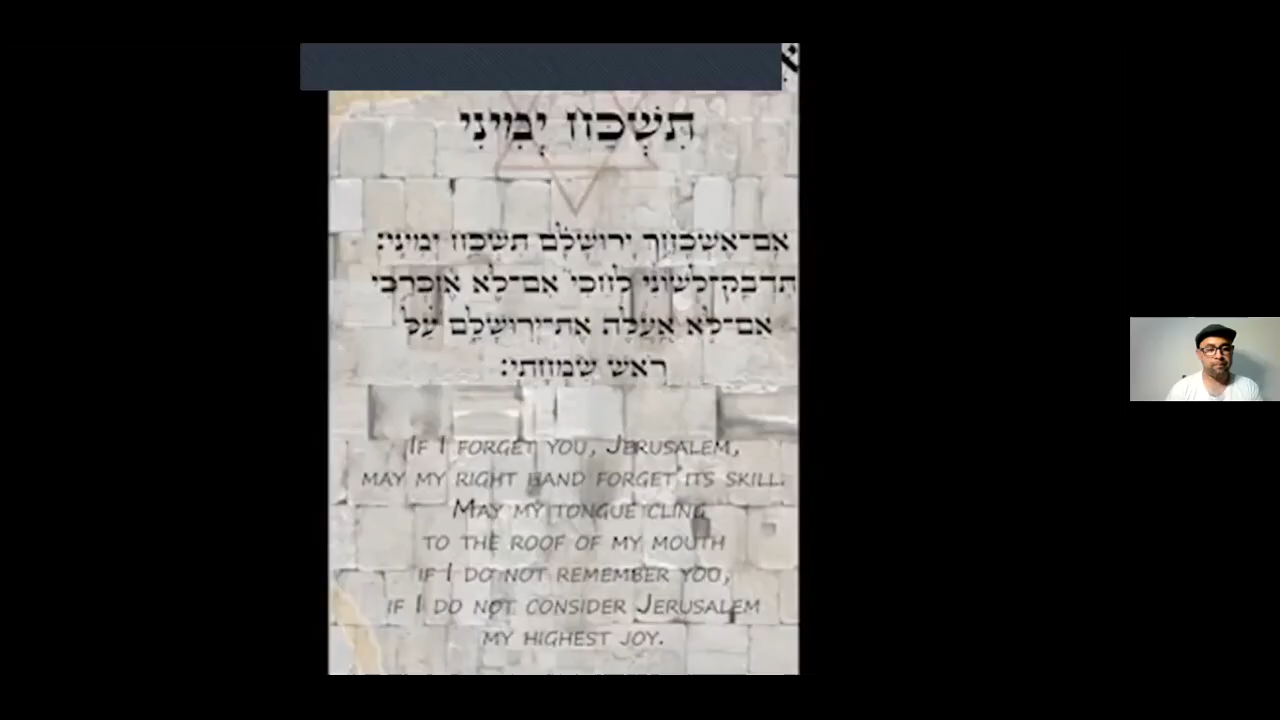 תִּשְׁכַּח יְמִינִי
אִם־אֶשְׁכָּחֵךְ יְרוּשָׁלִָם תִּשְׁכַּח יְמִינִי׃
תִּדְבַּק־לְשׁוֹנִי לְחִכִּי אִם־לֹא אֶזְכְּרֵכִי
אִם־לֹא אַעֲלֶה אֶת־יְרוּשָׁלִַם עַל
רֹאשׁ שִׂמְחָתִי׃
IF I FORGET YOU, JERUSALEM,
MAY MY RIGHT HAND FORGET ITS SKILL.
MAY MY TONGUE CLING
TO THE ROOF OF MY MOUTH
IF I DO NOT REMEMBER YOU,
IF I DO NOT CONSIDER JERUSALEM
MY HIGHEST JOY.